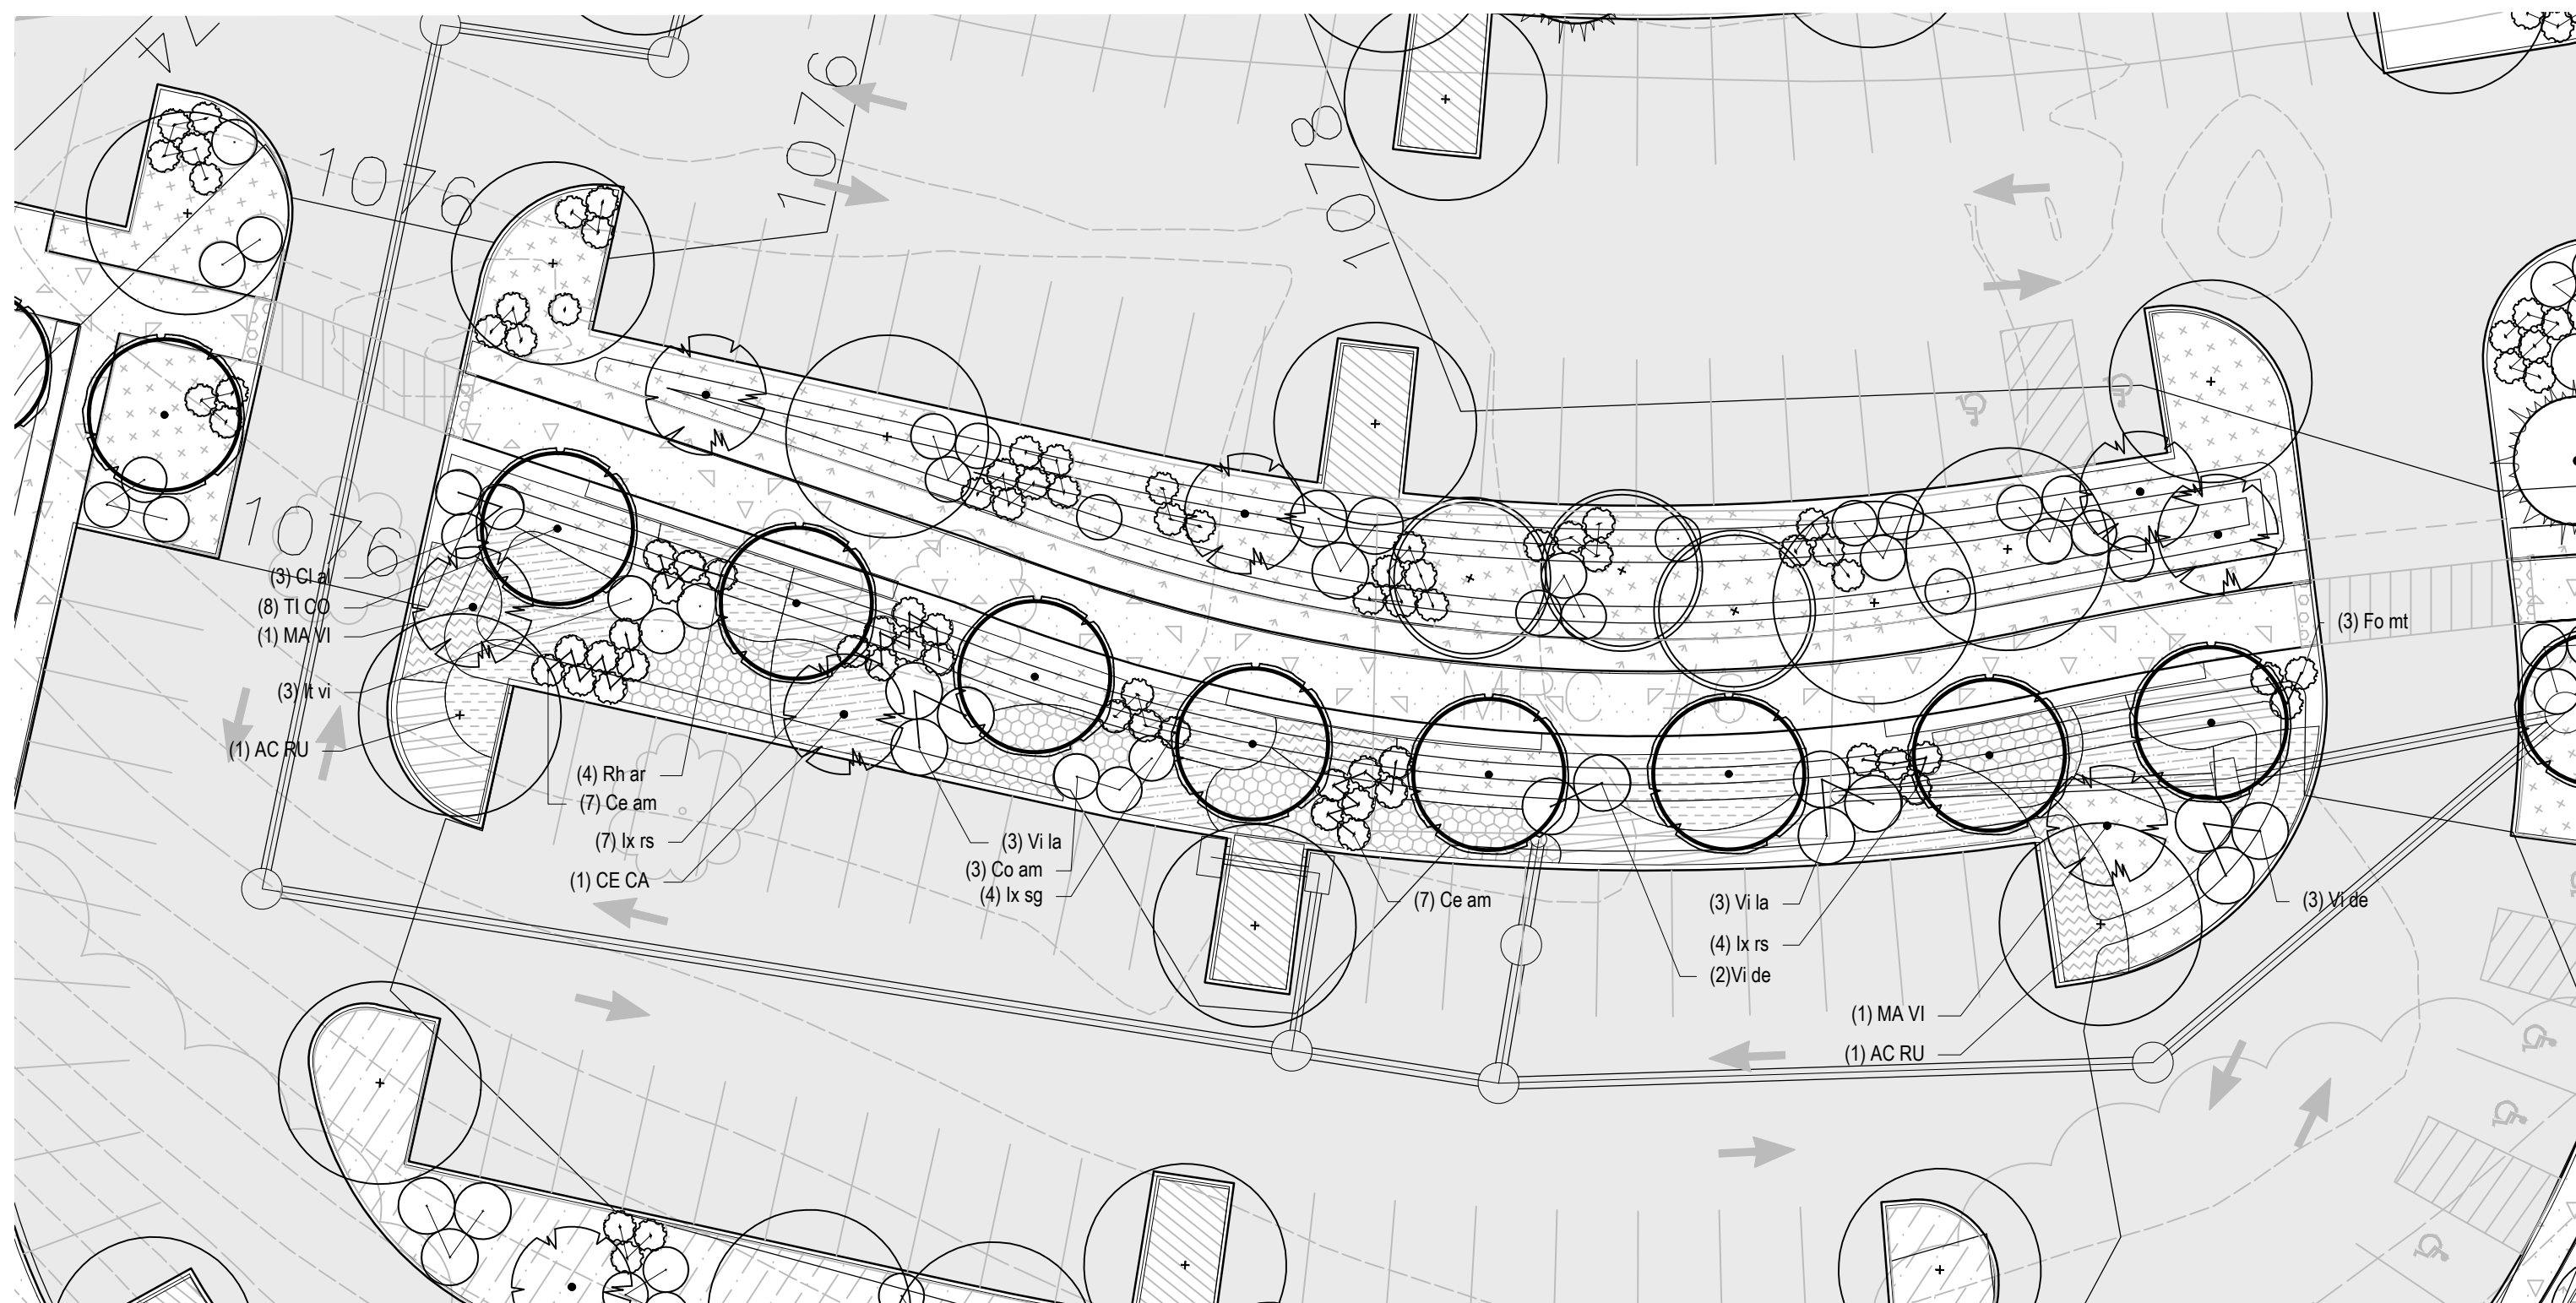 74
1076
1076
1078
1076
(3) Cl al
(8) TI CO
(1) MA VI
(3) It vi
(1) AC RU
(4) Rh ar
(7) Ce am
(7) Ix rs
(1) CE CA
(3) Vi la
(3) Co am
(4) Ix sg
(7) Ce am
MRC #6
(3) Vi la
(4) Ix rs
(2)Vi de
(1) MA VI
(1) AC RU
(3) Fo mt
(3) Vi de